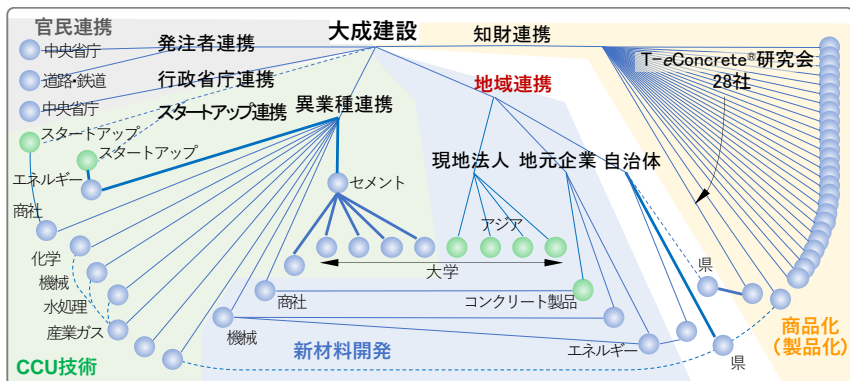 官民連携
大成建設
知財連携
中央省庁
発注者連携
T-eConcrete®研究会
28社
道路・鉄道
行政省庁連携
地域連携
中央省庁
スタートアップ連携
異業種連携
スタートアップ
スタートアップ
現地法人
地元企業
自治体
エネルギー
セメント
商社
アジア
化学
大学
県
機械
商社
コンクリート製品
水処理
産業ガス
機械
商品化
（製品化）
新材料開発
エネルギー
県
CCU技術